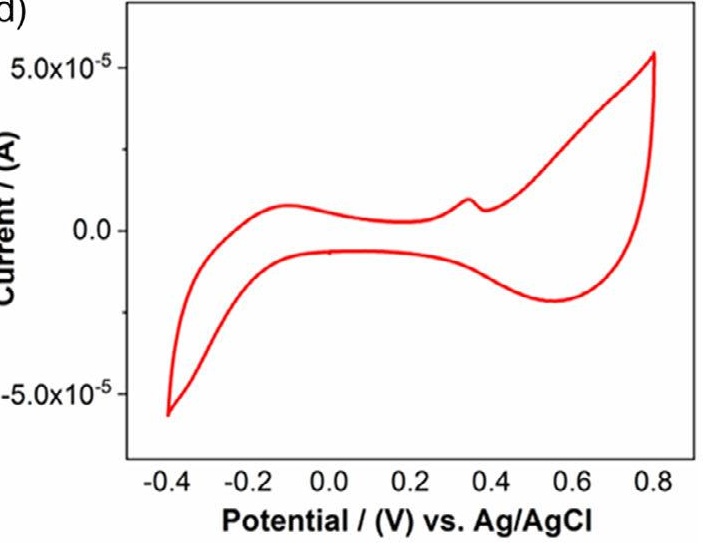 d)
5.0x10⁻⁵
0.0
-5.0x10⁻⁵
Current / (A)
-0.4 -0.2 0.0 0.2 0.4 0.6 0.8
Potential / (V) vs. Ag/AgCl